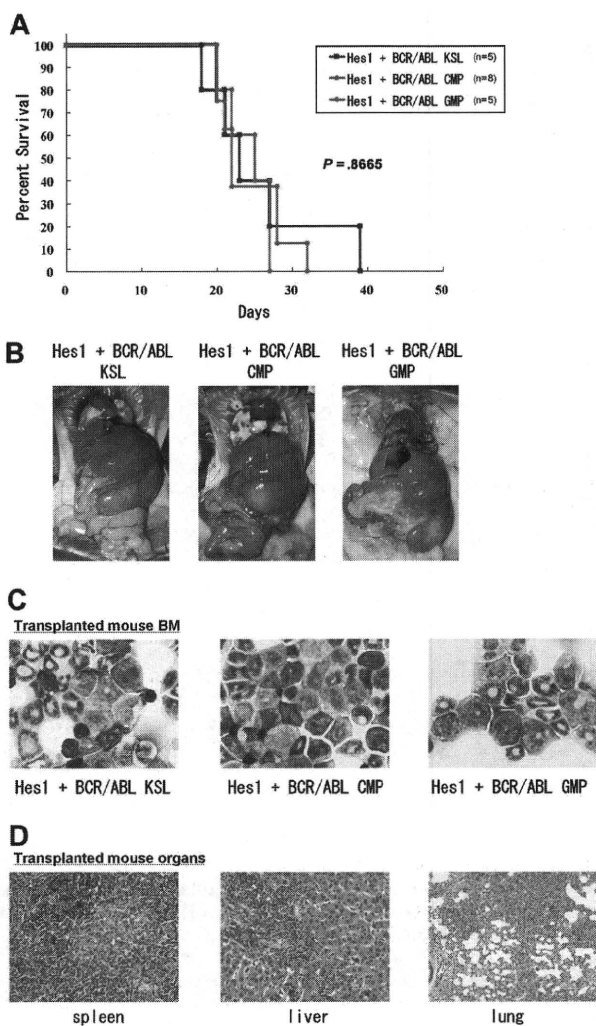 A
100
90
80
70
60
50
40
30
20
10
0
Percent Survival
0 10 20 30 40 50
Days
Hes1 + BCR/ABL KSL (n=5)
Hes1 + BCR/ABL CMP (n=8)
Hes1 + BCR/ABL GMP (n=5)
P = .8665
B
Hes1 + BCR/ABL KSL
Hes1 + BCR/ABL CMP
Hes1 + BCR/ABL GMP
C
Transplanted mouse BM
Hes1 + BCR/ABL KSL
Hes1 + BCR/ABL CMP
Hes1 + BCR/ABL GMP
D
Transplanted mouse organs
spleen
liver
lung